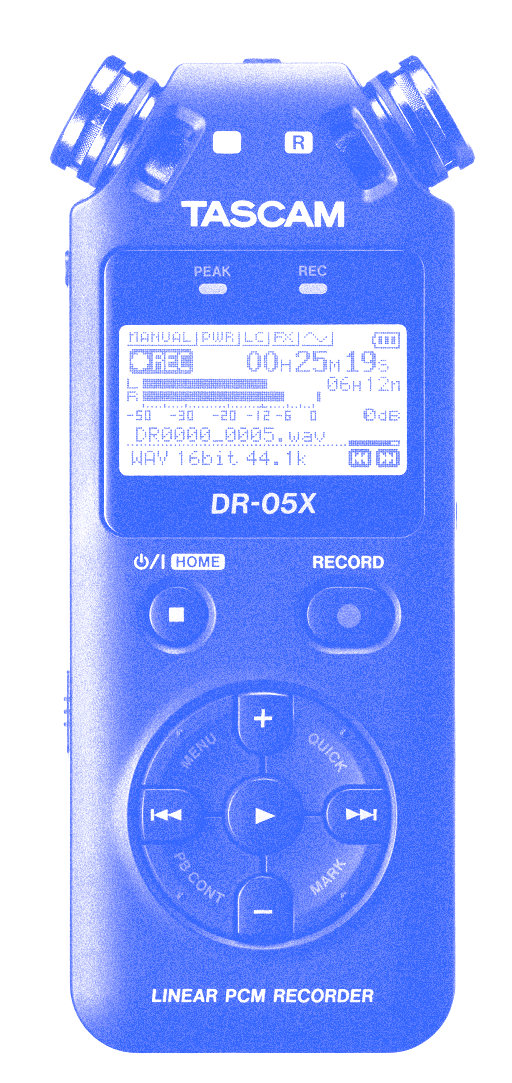 R
TASCAM
PEAK REC
MANUAL PWR LC FX
REC 00H25M19S
L 06H12m
R
-50 -30 -20 -12 -6 0 0dB
DR0000_0005.wav
WAV 16bit 44.1k
DR-05X
⏻/I HOME RECORD
+
MENU QUICK
PB CONT MARK
−
LINEAR PCM RECORDER